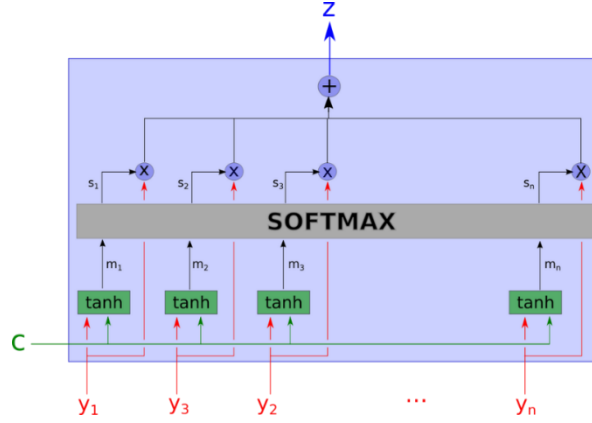 z
+
x x x x
s1 s2 s3 sn
SOFTMAX
m1 m2 m3 mn
tanh tanh tanh tanh
c
y1 y3 y2 ... yn